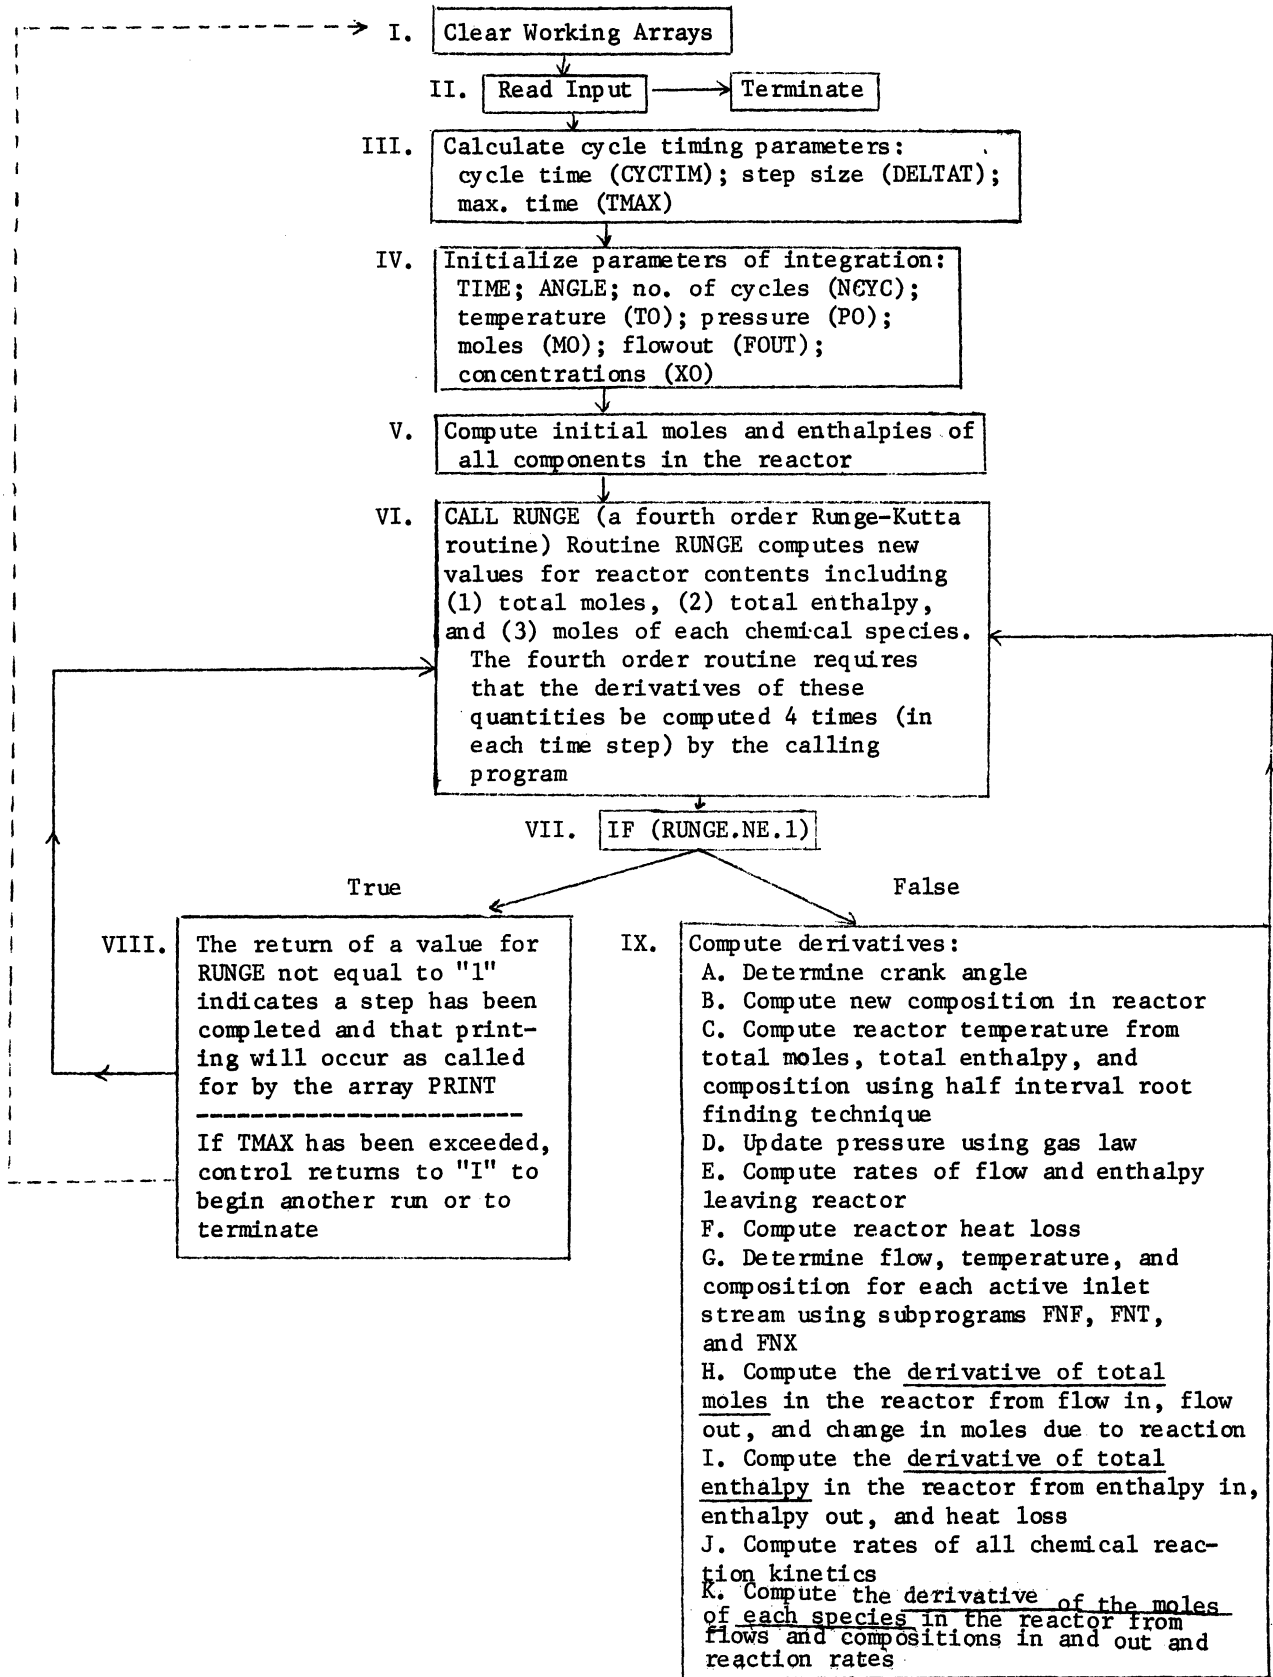 I. Clear Working Arrays
II. Read Input Terminate
III. Calculate cycle timing parameters:
cycle time (CYCTIM); step size (DELTAT);
max. time (TMAX)
IV. Initialize parameters of integration:
TIME; ANGLE; no. of cycles (NCYC);
temperature (TO); pressure (PO);
moles (MO); flowout (FOUT);
concentrations (XO)
V. Compute initial moles and enthalpies of
all components in the reactor
VI. CALL RUNGE (a fourth order Runge-Kutta
routine) Routine RUNGE computes new
values for reactor contents including
(1) total moles, (2) total enthalpy,
and (3) moles of each chemical species.
The fourth order routine requires
that the derivatives of these
quantities be computed 4 times (in
each time step) by the calling
program
VII. IF (RUNGE.NE.1)
True
False
VIII. The return of a value for
RUNGE not equal to "1"
indicates a step has been
completed and that print-
ing will occur as called
for by the array PRINT
If TMAX has been exceeded,
control returns to "I" to
begin another run or to
terminate
IX. Compute derivatives:
A. Determine crank angle
B. Compute new composition in reactor
C. Compute reactor temperature from
total moles, total enthalpy, and
composition using half interval root
finding technique
D. Update pressure using gas law
E. Compute rates of flow and enthalpy
leaving reactor
F. Compute reactor heat loss
G. Determine flow, temperature, and
composition for each active inlet
stream using subprograms FNF, FNT,
and FNX
H. Compute the derivative of total
moles in the reactor from flow in, flow
out, and change in moles due to reaction
I. Compute the derivative of total
enthalpy in the reactor from enthalpy in,
enthalpy out, and heat loss
J. Compute rates of all chemical reac-
tion kinetics
K. Compute the derivative of the moles
of each species in the reactor from
flows and compositions in and out and
reaction rates